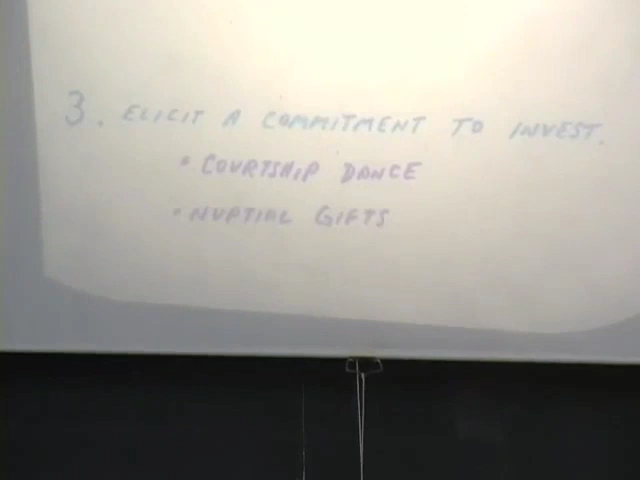 3. ELICIT A COMMITMENT TO INVEST.
• COURTSHIP DANCE
• NUPTIAL GIFTS